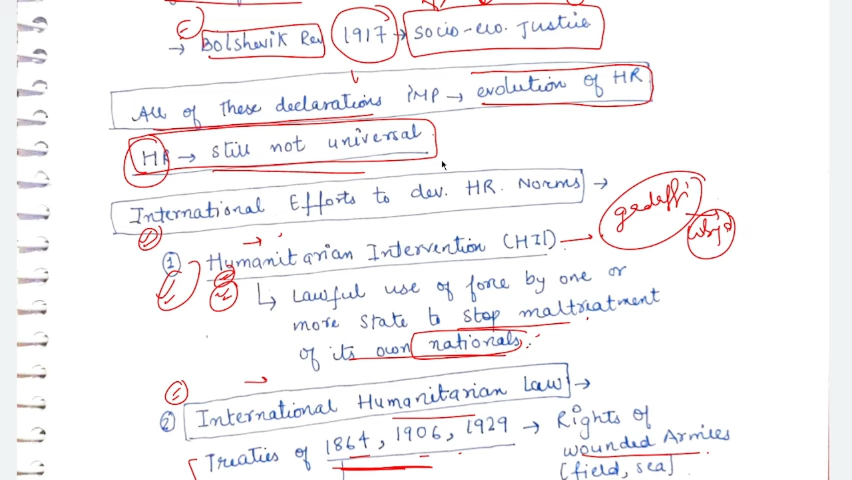 → Bolshevik Rev 1917 → socio-eco. Justice
All of these declarations IMP → evolution of HR
HR → still not universal
International Efforts to dev. HR. Norms →
① Humanitarian Intervention (HI) → gadaffi
↳ Lawful use of force by one or
more state to stop maltreatment
of its own nationals
② International Humanitarian Law →
Treaties of 1864, 1906, 1929 → Rights of
wounded Armies
[field, sea]